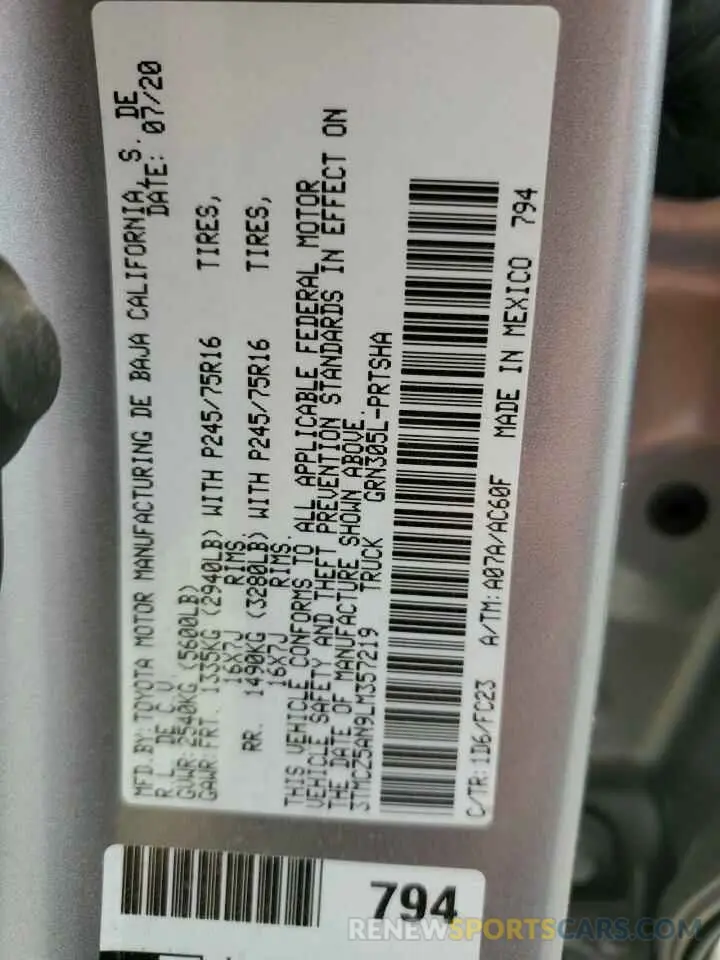 MFD. BY: TOYOTA MOTOR MANUFACTURING DE BAJA CALIFORNIA, S. DE
R L DE C V. DATE: 07/20
GVWR: 2540KG (5600LB)
GAWR: FRT. 1335KG (2940LB) WITH P245/75R16 TIRES,
16X7J RIMS.
RR. 1490KG (3280LB) WITH P245/75R16 TIRES,
16X7J RIMS.
THIS VEHICLE CONFORMS TO ALL APPLICABLE FEDERAL MOTOR
VEHICLE SAFETY AND THEFT PREVENTION STANDARDS IN EFFECT ON
THE DATE OF MANUFACTURE SHOWN ABOVE.
3TMCZ5AN9LM357219 TRUCK GRN305L-PRTSHA
C/TR: 1D6/FC23 A/TM: A07A/AC60F MADE IN MEXICO 794
794
RENEWSPORTSCARS.COM